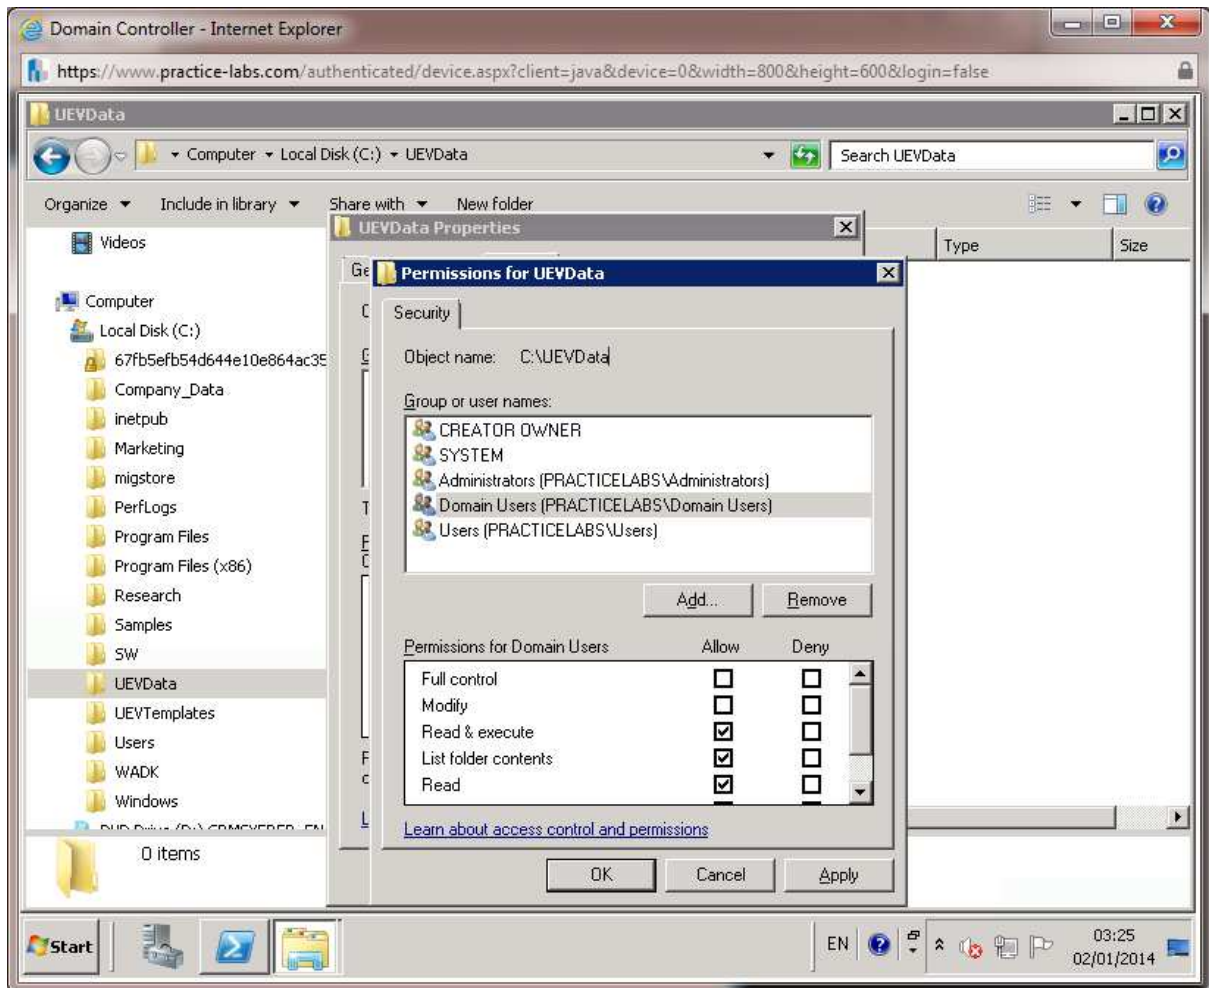 Domain Controller - Internet Explorer
https://www.practice-labs.com/authenticated/device.aspx?client=java&device=0&width=800&height=600&login=false
UEVData
Computer Local Disk (C:) UEVData
Search UEVData
Organize Include in library Share with New folder
Videos
Computer
Local Disk (C:)
67fb5efb54d644e10e864ac35
Company_Data
inetpub
Marketing
migstore
PerfLogs
Program Files
Program Files (x86)
Research
Samples
SW
UEVData
UEVTemplates
Users
WADK
Windows
0 items
UEVData Properties
Ge
Type Size
Permissions for UEVData
Security
Object name: C:\UEVData
Group or user names:
CREATOR OWNER
SYSTEM
Administrators (PRACTICELABS\Administrators)
Domain Users (PRACTICELABS\Domain Users)
Users (PRACTICELABS\Users)
Add... Remove
Permissions for Domain Users Allow Deny
Full control
Modify
Read & execute
List folder contents
Read
Learn about access control and permissions
OK Cancel Apply
Start
EN
03:25
02/01/2014